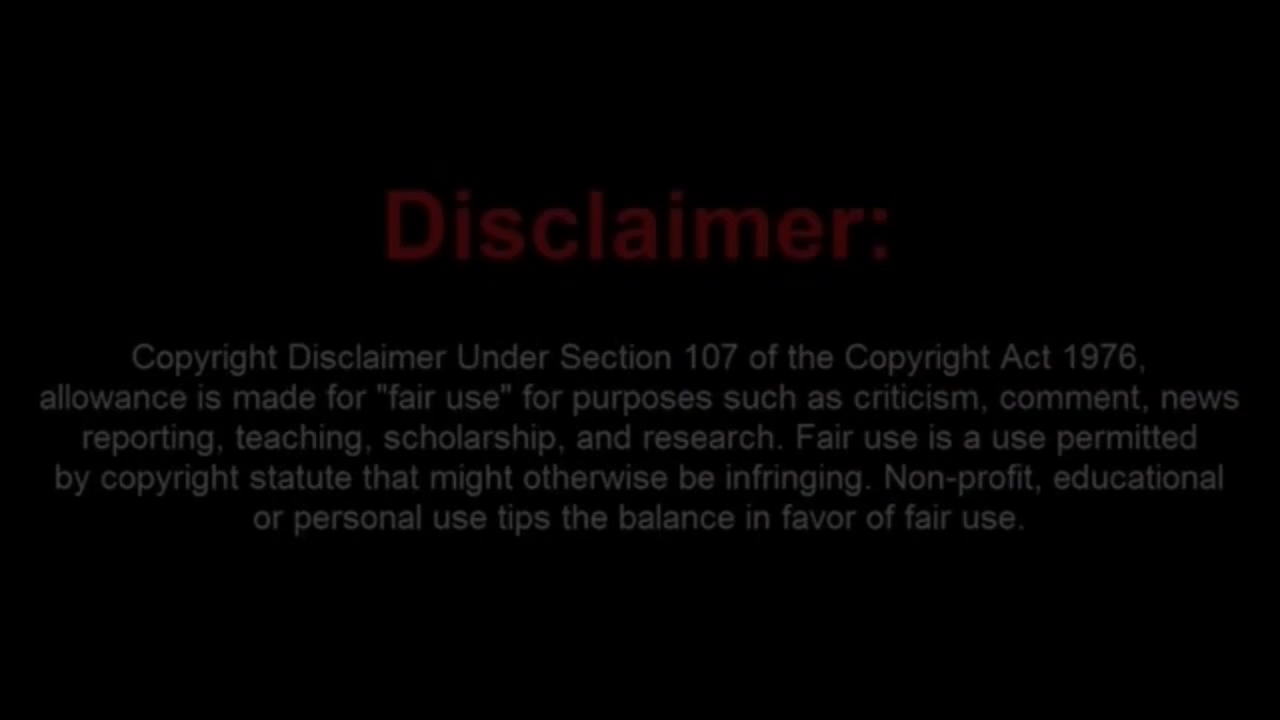 Disclaimer:
Copyright Disclaimer Under Section 107 of the Copyright Act 1976,
allowance is made for "fair use" for purposes such as criticism, comment, news
reporting, teaching, scholarship, and research. Fair use is a use permitted
by copyright statute that might otherwise be infringing. Non-profit, educational
or personal use tips the balance in favor of fair use.